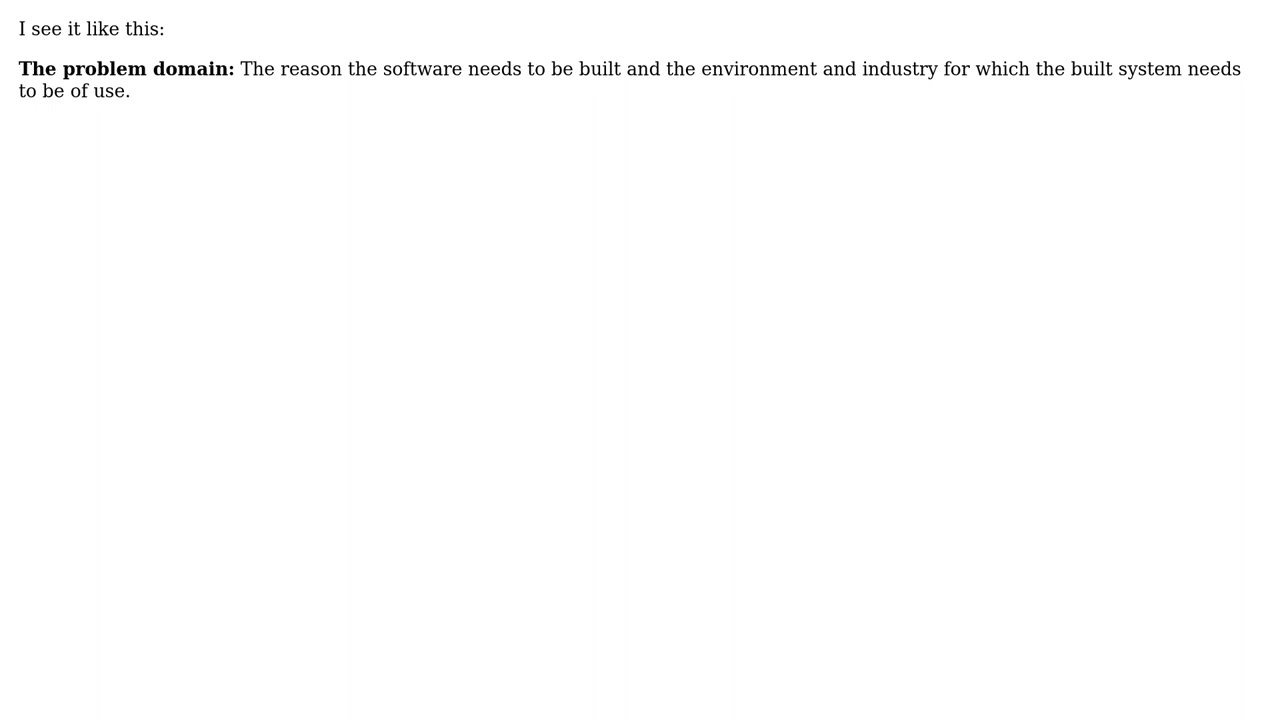 I see it like this:
The problem domain: The reason the software needs to be built and the environment and industry for which the built system needs
to be of use.